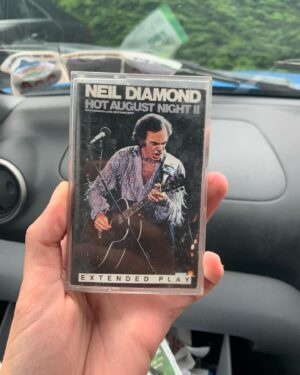 NEIL DIAMOND
HOT AUGUST NIGHT II
EXTENDED PLAY